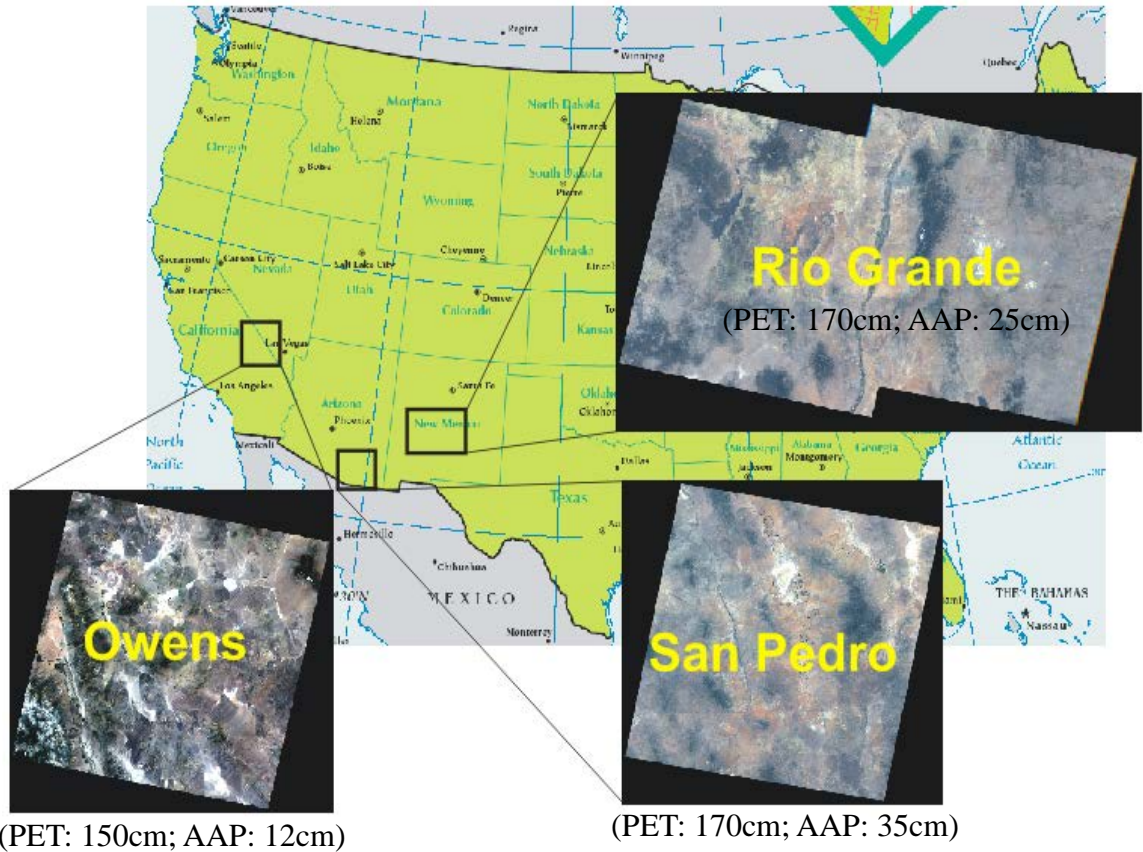 Vancouver
Regina
Winnipeg
Quebec
Seattle
Olympia
Washington
Montana
North Dakota
Helena
Bismarck
Salem
Oregon
Idaho
Boise
South Dakota
Pierre
Wyoming
Rio Grande
(PET: 170cm; AAP: 25cm)
Sacramento
Carson City
Nevada
Salt Lake City
Cheyenne
Nebraska
San Francisco
Utah
Denver
Colorado
Kansas
California
Las Vegas
Los Angeles
Santa Fe
Arizona
Phoenix
New Mexico
North
Pacific
Mexicali
Mississippi
Alabama
Georgia
Jackson
Montgomery
Atlantic
Ocean
Dallas
Texas
Hermosillo
Chihuahua
MEXICO
Monterrey
THE BAHAMAS
Nassau
Owens
San Pedro
(PET: 150cm; AAP: 12cm)
(PET: 170cm; AAP: 35cm)